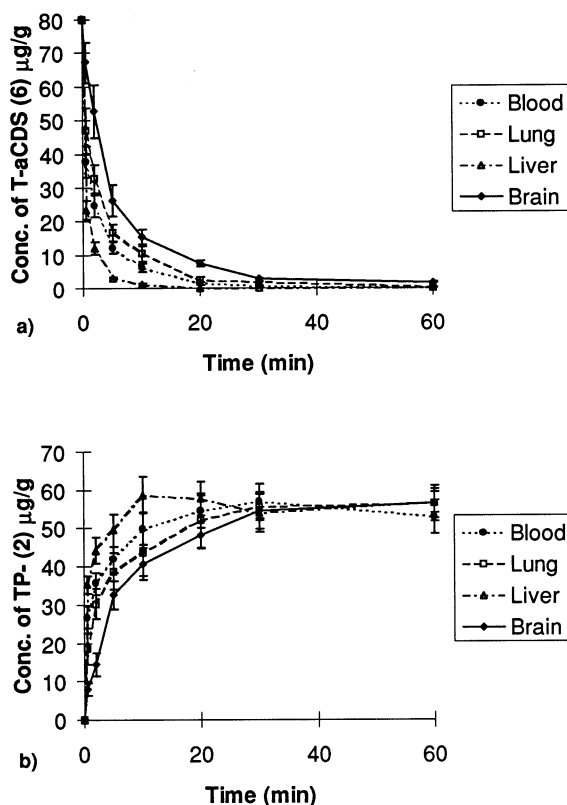 Conc. of T-aCDS (6) µg/g
80
70
60
50
40
30
20
10
0
0 20 40 60
a)
Time (min)
Blood
Lung
Liver
Brain
Conc. of TP- (2) µg/g
70
60
50
40
30
20
10
0
0 20 40 60
b)
Time (min)
Blood
Lung
Liver
Brain